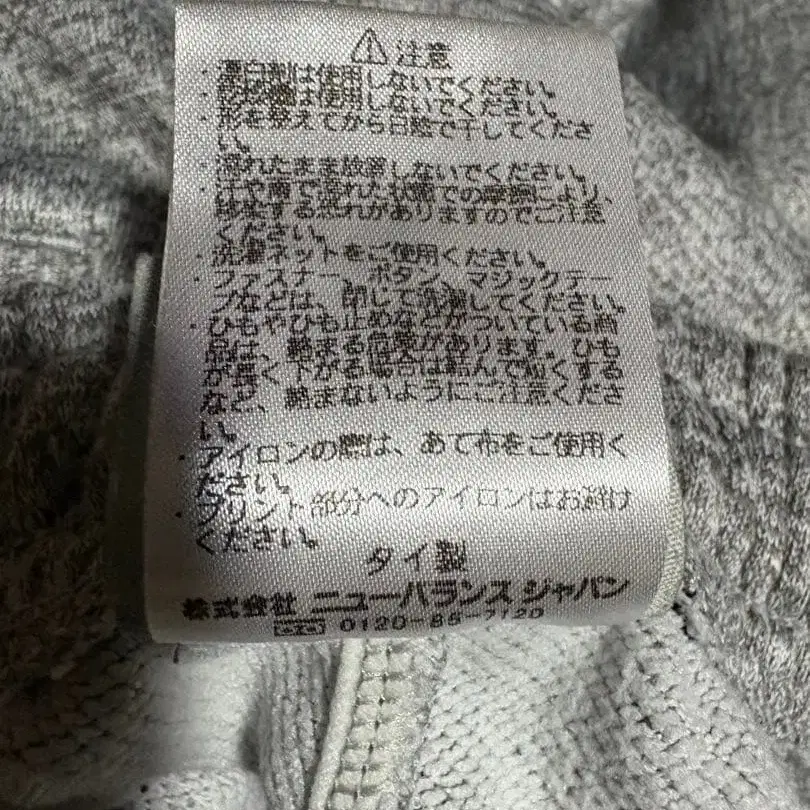 ⚠注意
・漂白剤は使用しないでください。
・乾燥機は使用しないでください。
・形を整えてから日陰で干してくださ
い。
・濡れたまま放置しないでください。
・汗や雨で濡れた状態での摩擦により、
移染する恐れがありますのでご注意
ください。
・洗濯ネットをご使用ください。
・ファスナー、ボタン、マジックテー
プなどは、閉じて洗濯してください。
・ひもやひも止めなどがついている商
品は、絡まる危険があります。ひも
が長く下がる場合は結んで短くする
など、絡まないようにご注意くださ
い。
・アイロンの際は、あて布をご使用く
ださい。
・プリント部分へのアイロンはお避け
ください。
タイ製
株式会社 ニューバランス ジャパン
0120-85-7120